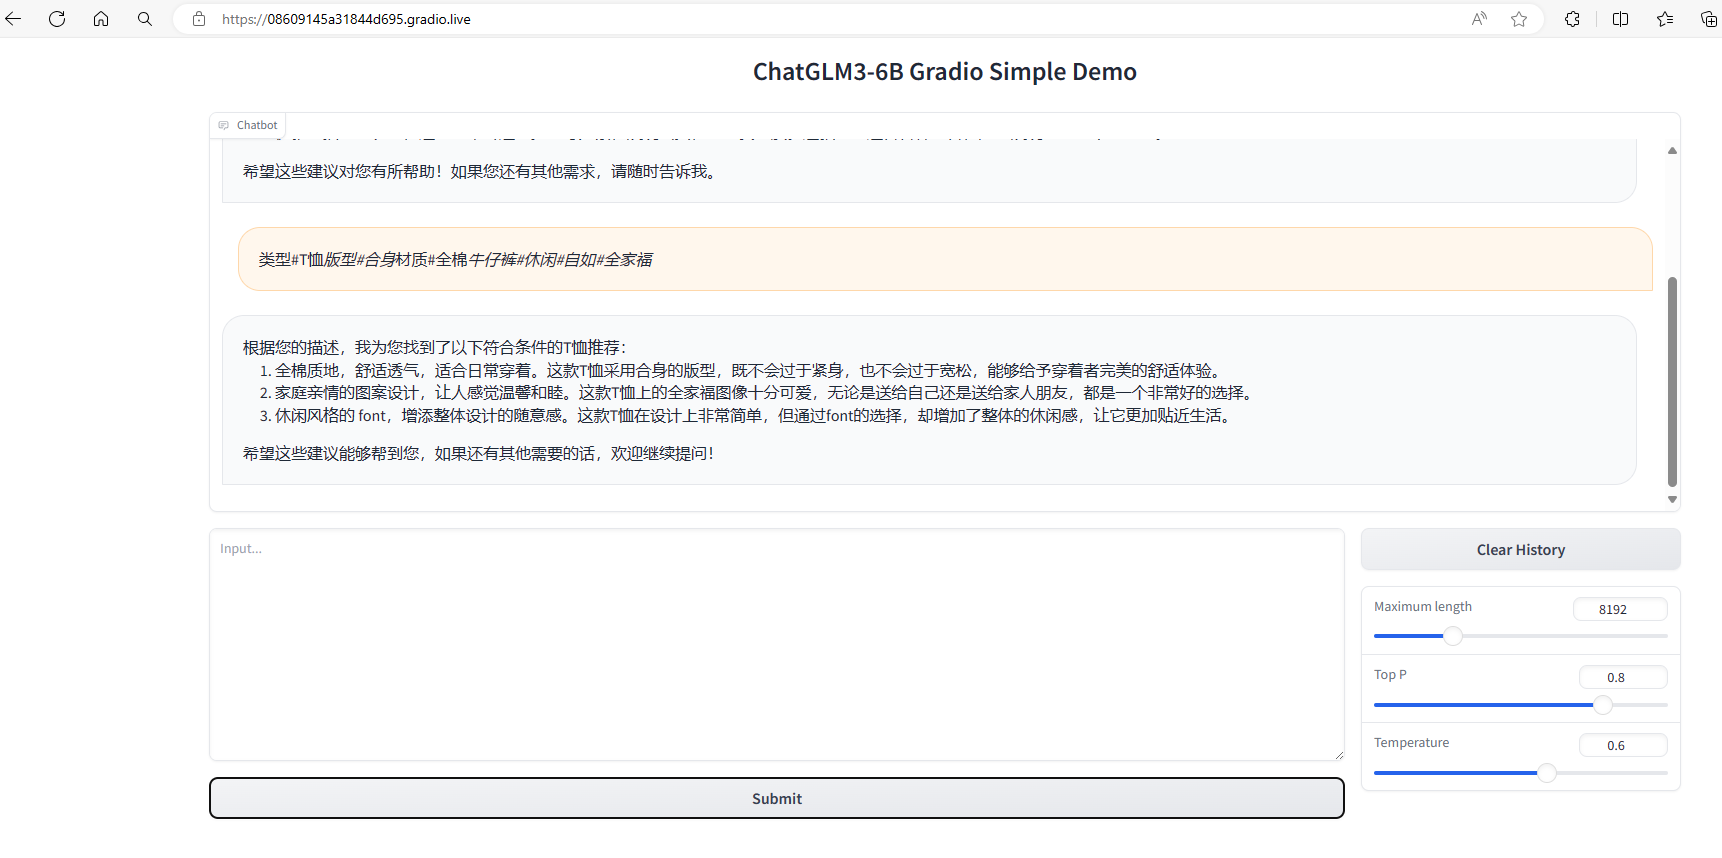 https://08609145a31844d695.gradio.live
ChatGLM3-6B Gradio Simple Demo
Chatbot
希望这些建议对您有所帮助！如果您还有其他需求，请随时告诉我。
类型#T恤版型#合身材质#全棉牛仔裤#休闲#自如#全家福
根据您的描述，我为您找到了以下符合条件的T恤推荐：
1. 全棉质地，舒适透气，适合日常穿着。这款T恤采用合身的版型，既不会过于紧身，也不会过于宽松，能够给予穿着者完美的舒适体验。
2. 家庭亲情的图案设计，让人感觉温馨和睦。这款T恤上的全家福图像十分可爱，无论是送给自己还是送给家人朋友，都是一个非常好的选择。
3. 休闲风格的 font，增添整体设计的随意感。这款T恤在设计上非常简单，但通过font的选择，却增加了整体的休闲感，让它更加贴近生活。
希望这些建议能够帮到您，如果还有其他需要的话，欢迎继续提问！
Input...
Clear History
Maximum length
8192
Top P
0.8
Temperature
0.6
Submit